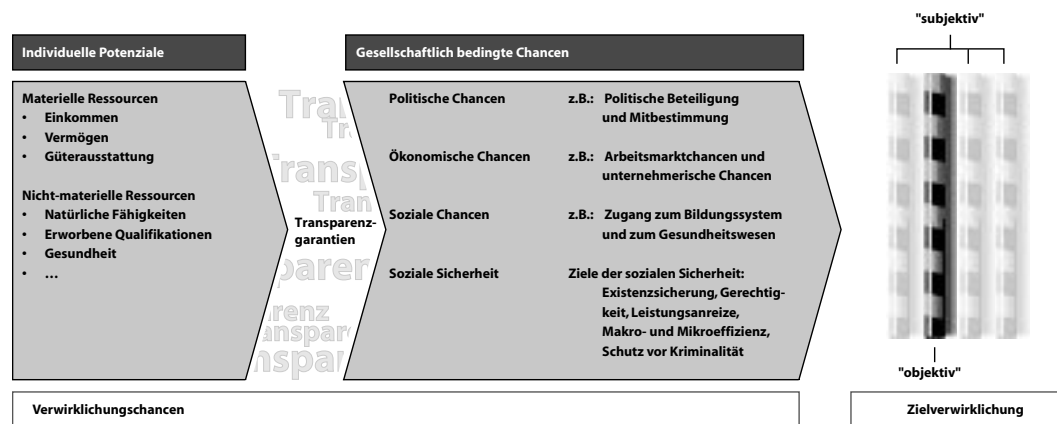 "subjektiv"
Individuelle Potenziale
Gesellschaftlich bedingte Chancen
Materielle Ressourcen
• Einkommen
• Vermögen
• Güterausstattung
Nicht-materielle Ressourcen
• Natürliche Fähigkeiten
• Erworbene Qualifikationen
• Gesundheit
• …
Transparenz-
garantien
Politische Chancen z.B.: Politische Beteiligung
und Mitbestimmung
Ökonomische Chancen z.B.: Arbeitsmarktchancen und
unternehmerische Chancen
Soziale Chancen z.B.: Zugang zum Bildungssystem
und zum Gesundheitswesen
Soziale Sicherheit Ziele der sozialen Sicherheit:
Existenzsicherung, Gerechtig-
keit, Leistungsanreize,
Makro- und Mikroeffizienz,
Schutz vor Kriminalität
"objektiv"
Verwirklichungschancen
Zielverwirklichung